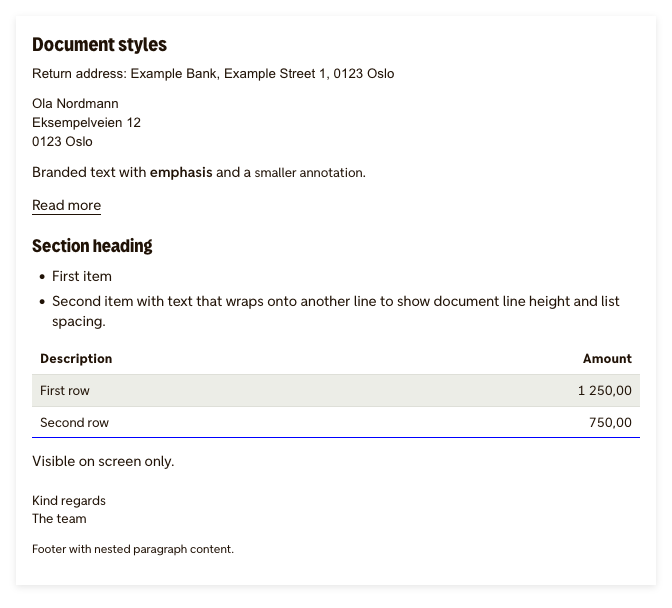 Document styles
Return address: Example Bank, Example Street 1, 0123 Oslo
Ola Nordmann
Eksempelveien 12
0123 Oslo
Branded text with emphasis and a smaller annotation.
Read more
Section heading
• First item
• Second item with text that wraps onto another line to show document line height and list
spacing.
Description Amount
First row 1 250,00
Second row 750,00
Visible on screen only.
Kind regards
The team
Footer with nested paragraph content.